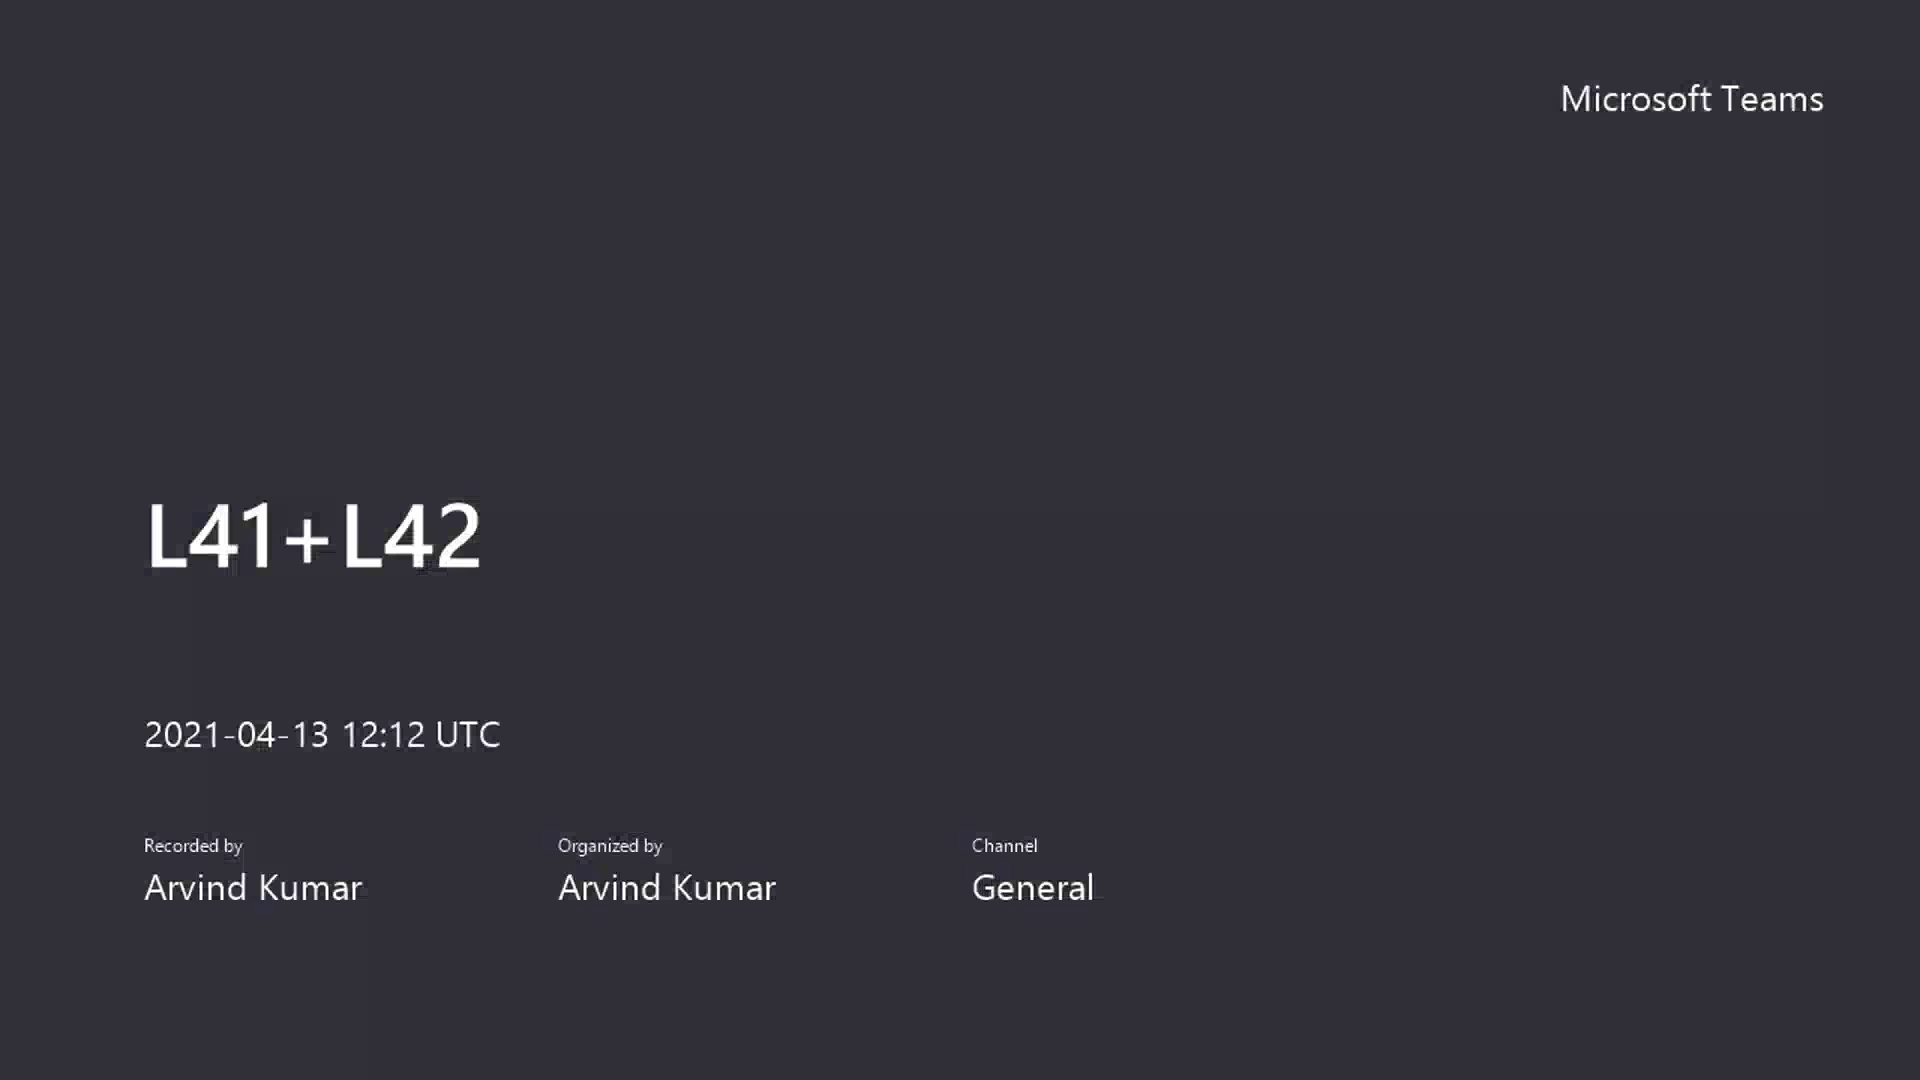 Microsoft Teams
L41+L42
2021-04-13 12:12 UTC
Recorded by
Arvind Kumar
Organized by
Arvind Kumar
Channel
General